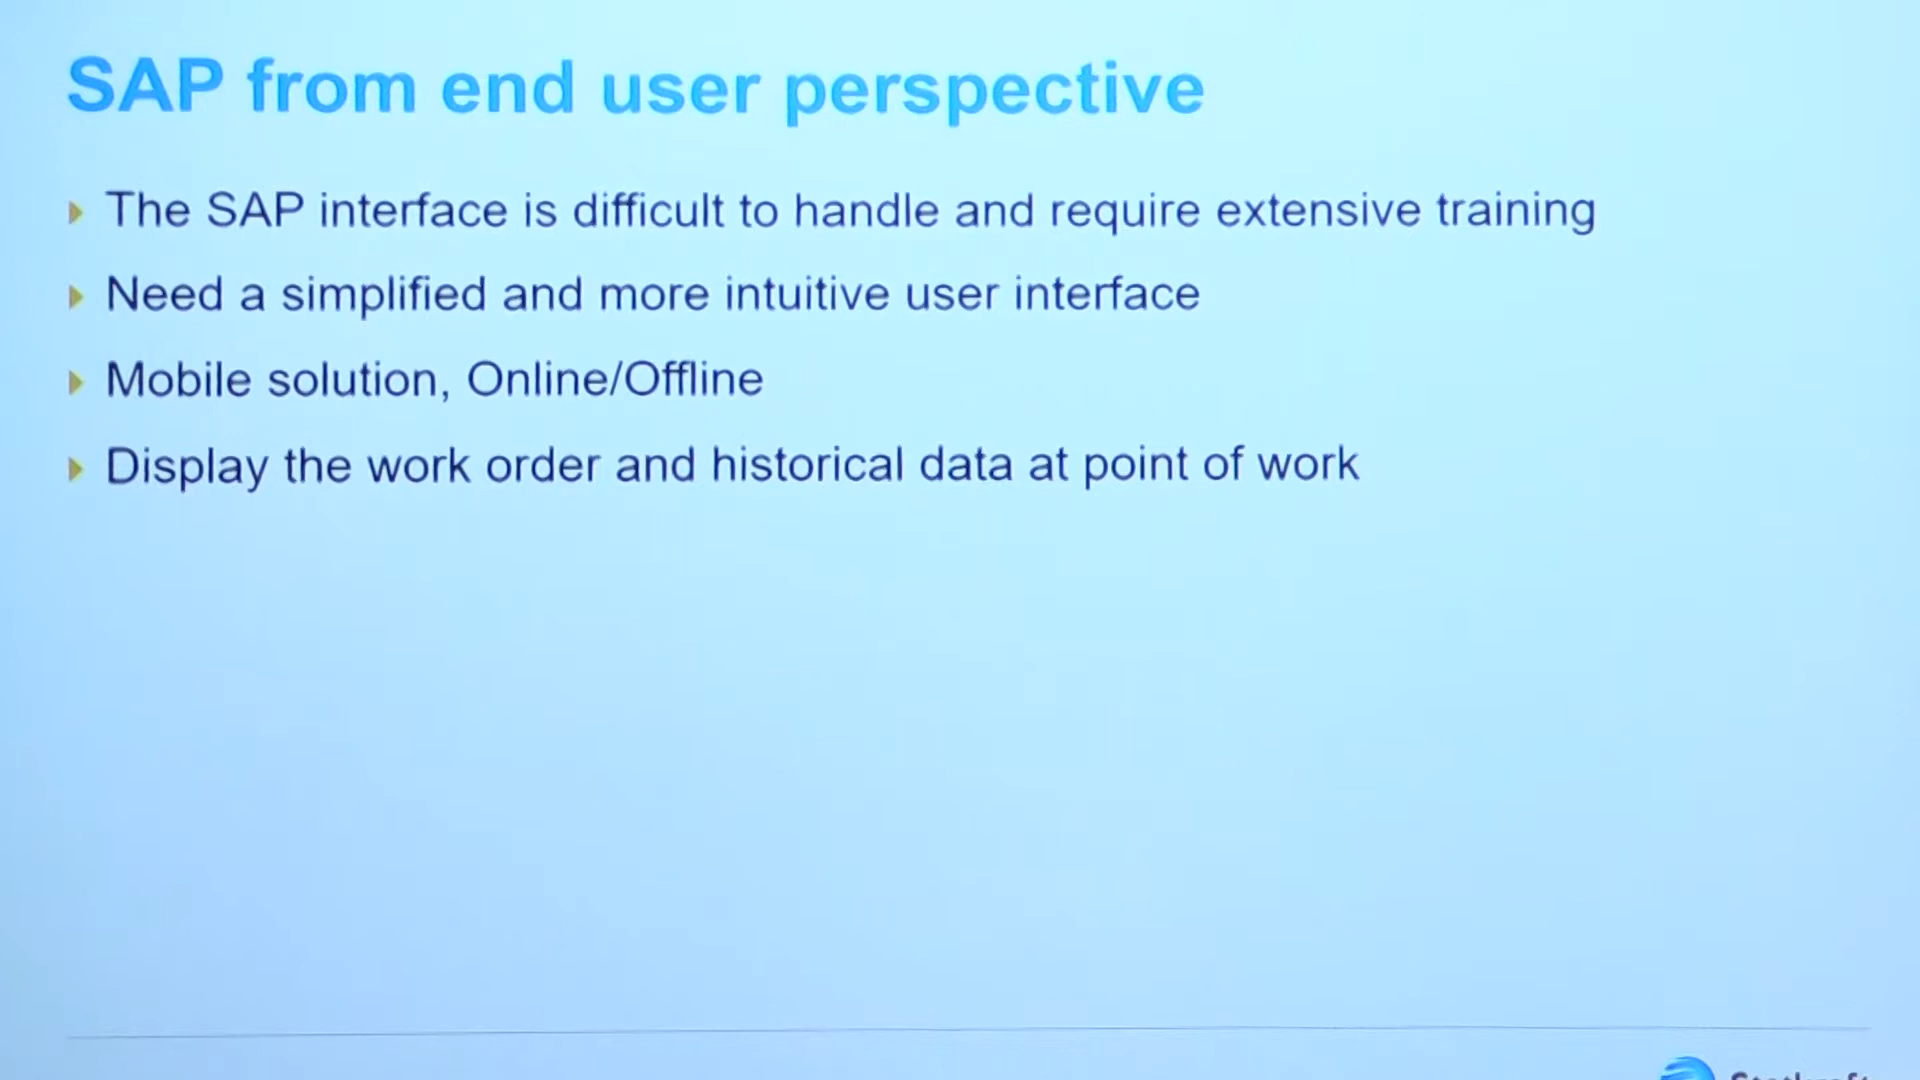 SAP from end user perspective
The SAP interface is difficult to handle and require extensive training
Need a simplified and more intuitive user interface
Mobile solution, Online/Offline
Display the work order and historical data at point of work